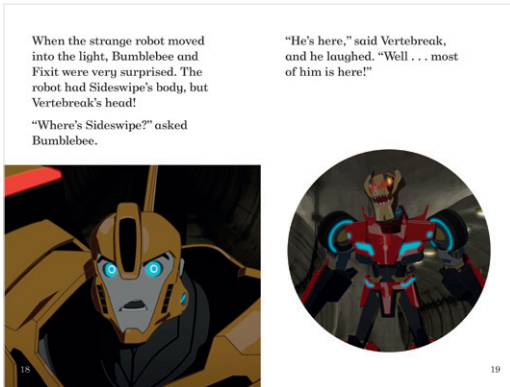 When the strange robot moved
into the light, Bumblebee and
Fixit were very surprised. The
robot had Sideswipe's body, but
Vertebreak's head!
“Where's Sideswipe?” asked
Bumblebee.
18
“He's here,” said Vertebreak,
and he laughed. “Well . . . most
of him is here!”
19